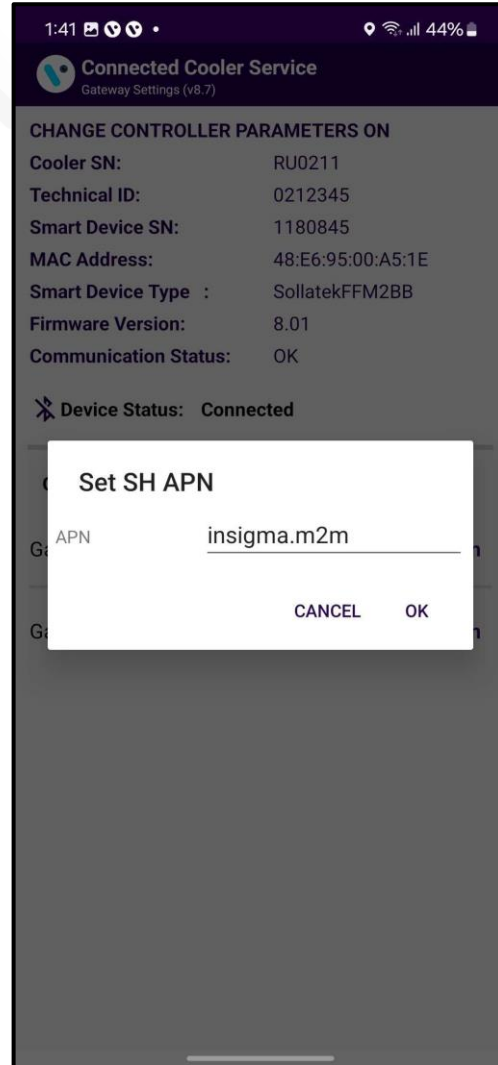 1:41 44%
Connected Cooler Service
Gateway Settings (v8.7)
CHANGE CONTROLLER PARAMETERS ON
Cooler SN: RU0211
Technical ID: 0212345
Smart Device SN: 1180845
MAC Address: 48:E6:95:00:A5:1E
Smart Device Type : SollatekFFM2BB
Firmware Version: 8.01
Communication Status: OK
Device Status: Connected
Set SH APN
APN insigma.m2m
CANCEL OK